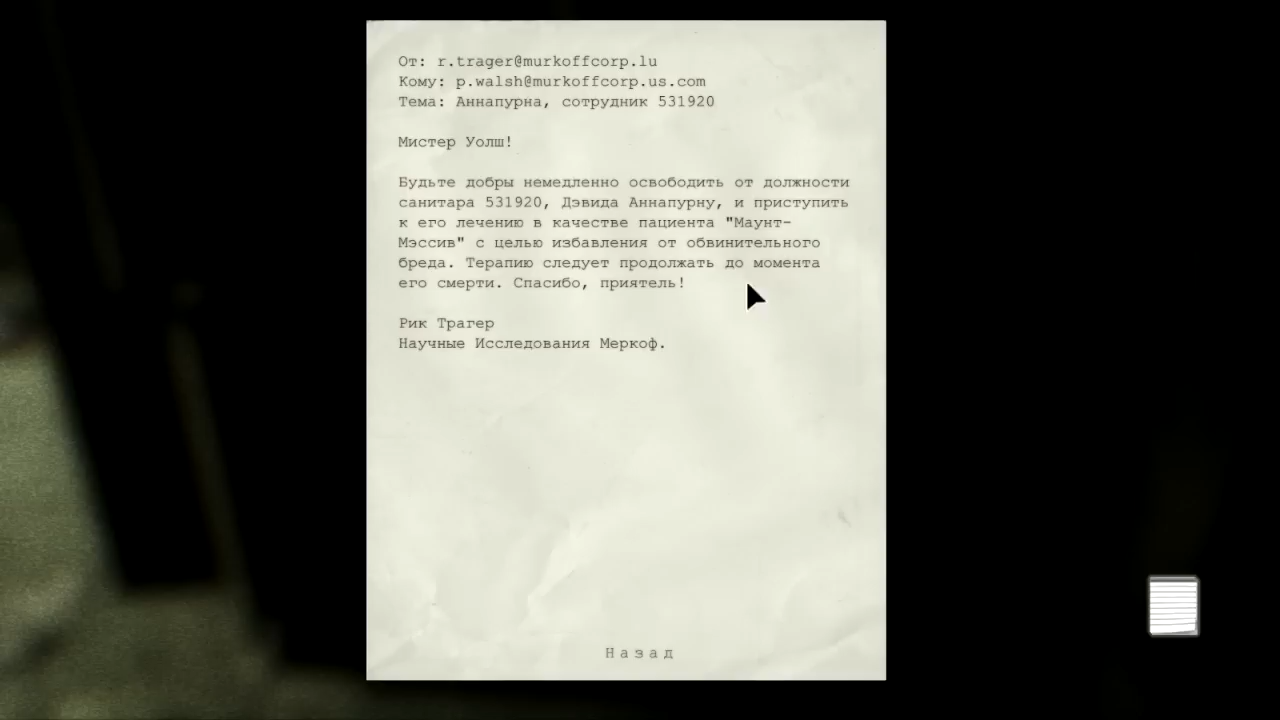 От: r.trager@murkoffcorp.lu
Кому: p.walsh@murkoffcorp.us.com
Тема: Аннапурна, сотрудник 531920
Мистер Уолш!
Будьте добры немедленно освободить от должности
санитара 531920, Дэвида Аннапурну, и приступить
к его лечению в качестве пациента "Маунт-
Мэссив" с целью избавления от обвинительного
бреда. Терапию следует продолжать до момента
его смерти. Спасибо, приятель!
Рик Трагер
Научные Исследования Меркоф.
Назад